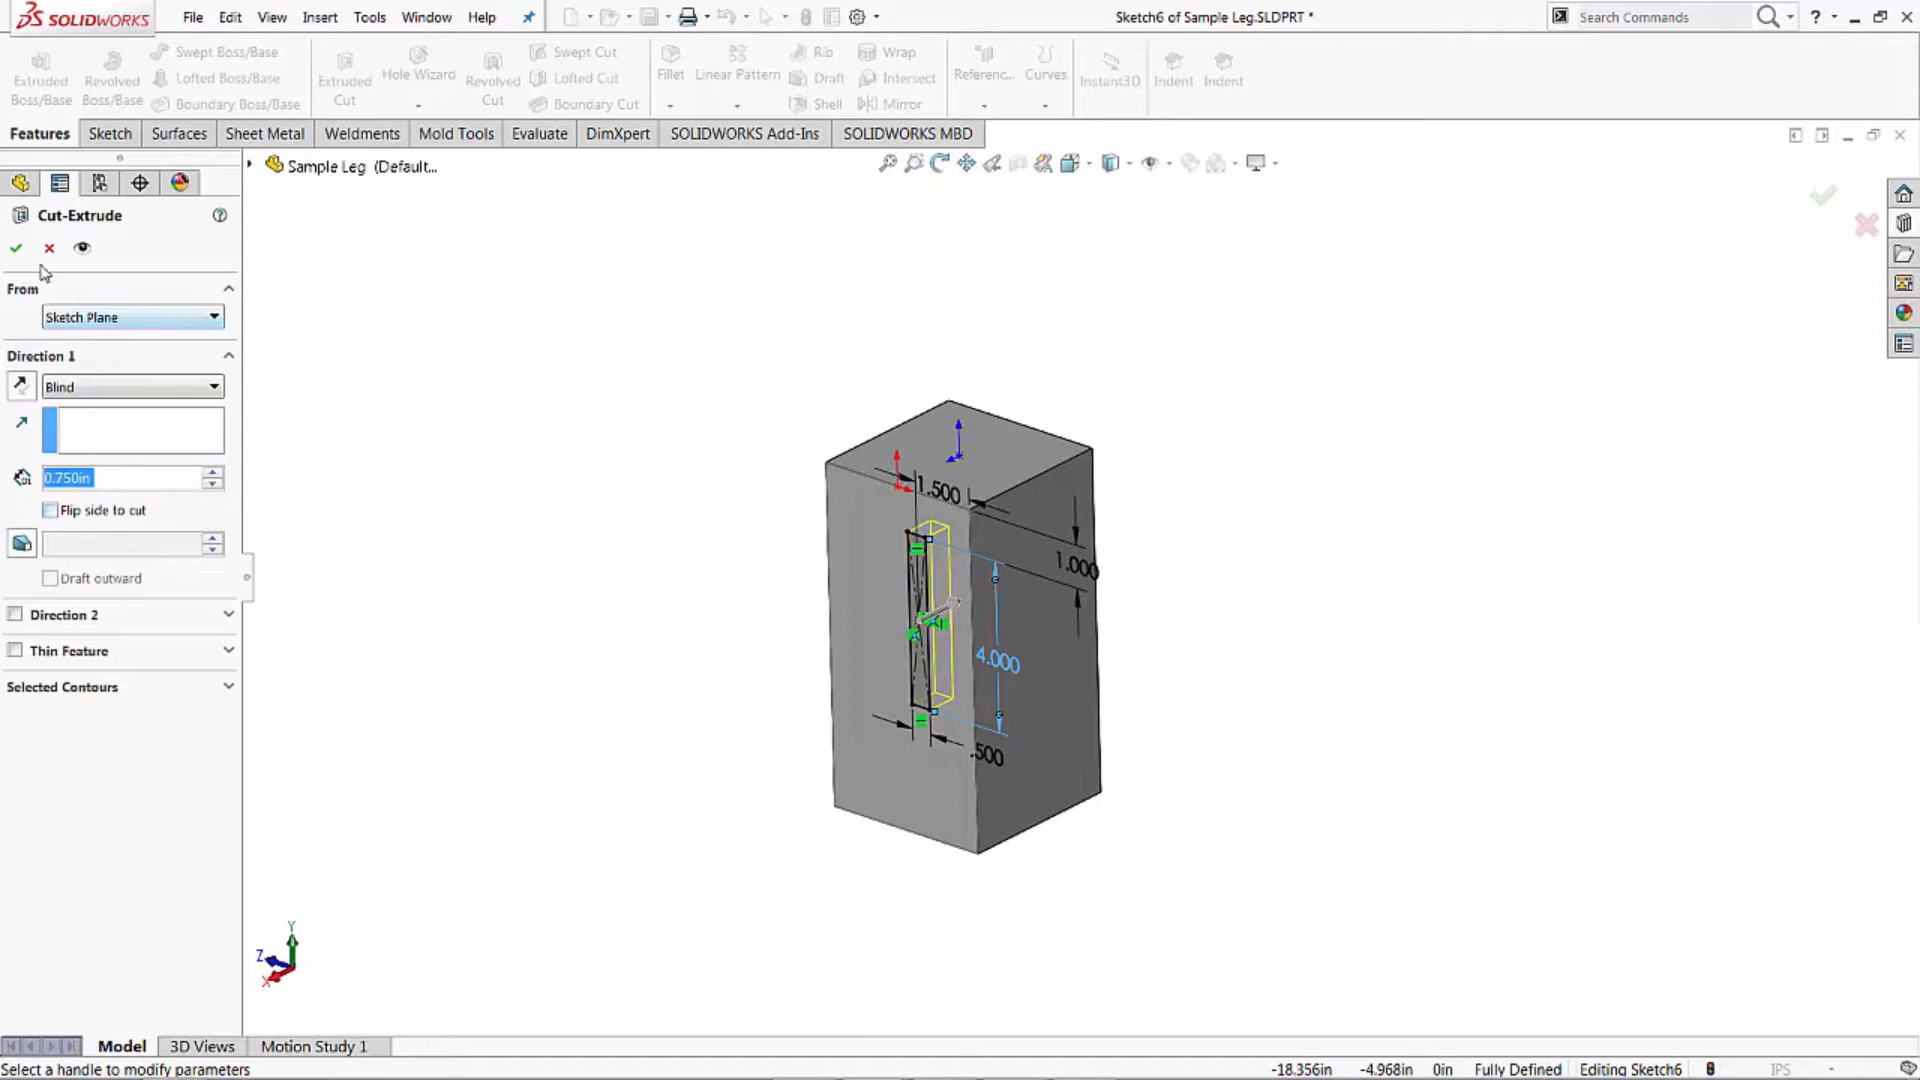 SOLIDWORKS File Edit View Insert Tools Window Help Sketch6 of Sample Leg.SLDPRT * Search Commands ?
Extruded Boss/Base
Revolved Boss/Base
Swept Boss/Base
Lofted Boss/Base
Boundary Boss/Base
Extruded Cut
Hole Wizard
Revolved Cut
Swept Cut
Lofted Cut
Boundary Cut
Fillet
Linear Pattern
Rib
Draft
Shell
Wrap
Intersect
Mirror
Referenc...
Curves
Instant3D
Indent
Indent
Features Sketch Surfaces Sheet Metal Weldments Mold Tools Evaluate DimXpert SOLIDWORKS Add-Ins SOLIDWORKS MBD
Sample Leg (Default...
Cut-Extrude
From
Sketch Plane
Direction 1
Blind
0.750in
Flip side to cut
Draft outward
Direction 2
Thin Feature
Selected Contours
1.500
1.000
4.000
.500
Y
Z
X
Model 3D Views Motion Study 1
Select a handle to modify parameters -18.356in -4.968in 0in Fully Defined Editing Sketch6 IPS -